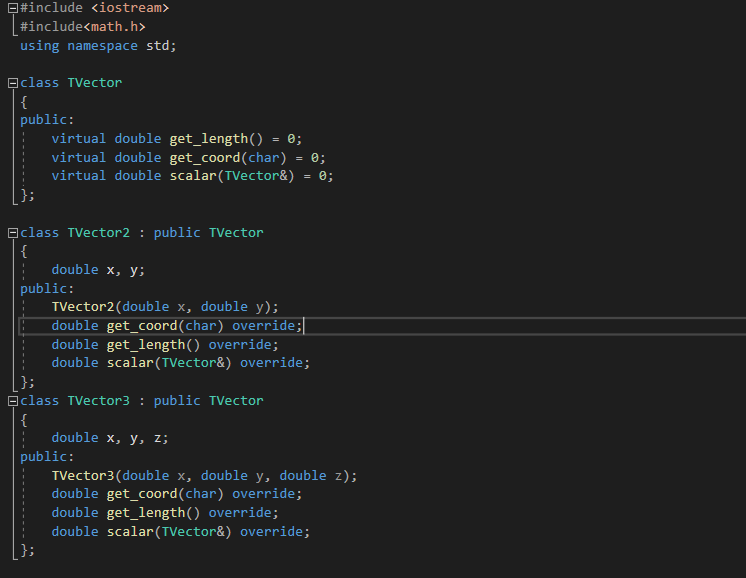 #include <iostream>
#include<math.h>
using namespace std;
class TVector
{
public:
virtual double get_length() = 0;
virtual double get_coord(char) = 0;
virtual double scalar(TVector&) = 0;
};
class TVector2 : public TVector
{
double x, y;
public:
TVector2(double x, double y);
double get_coord(char) override;
double get_length() override;
double scalar(TVector&) override;
};
class TVector3 : public TVector
{
double x, y, z;
public:
TVector3(double x, double y, double z);
double get_coord(char) override;
double get_length() override;
double scalar(TVector&) override;
};